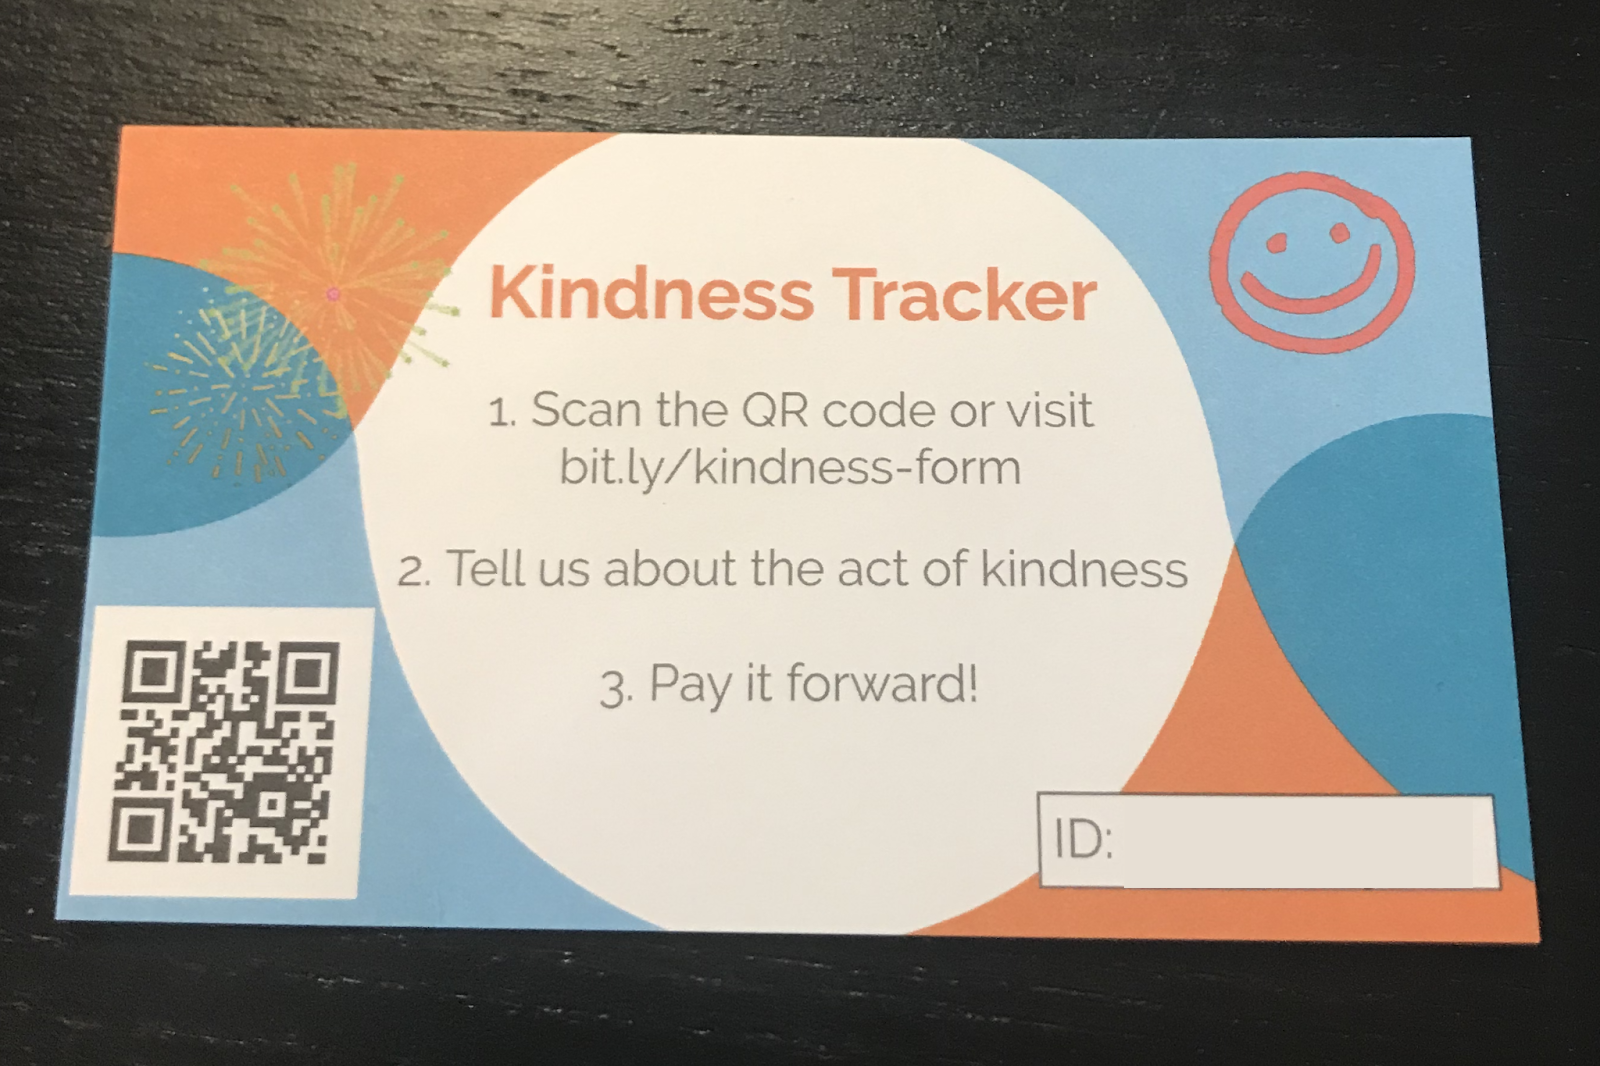 Kindness Tracker
1. Scan the QR code or visit
bit.ly/kindness-form
2. Tell us about the act of kindness
3. Pay it forward!
ID: